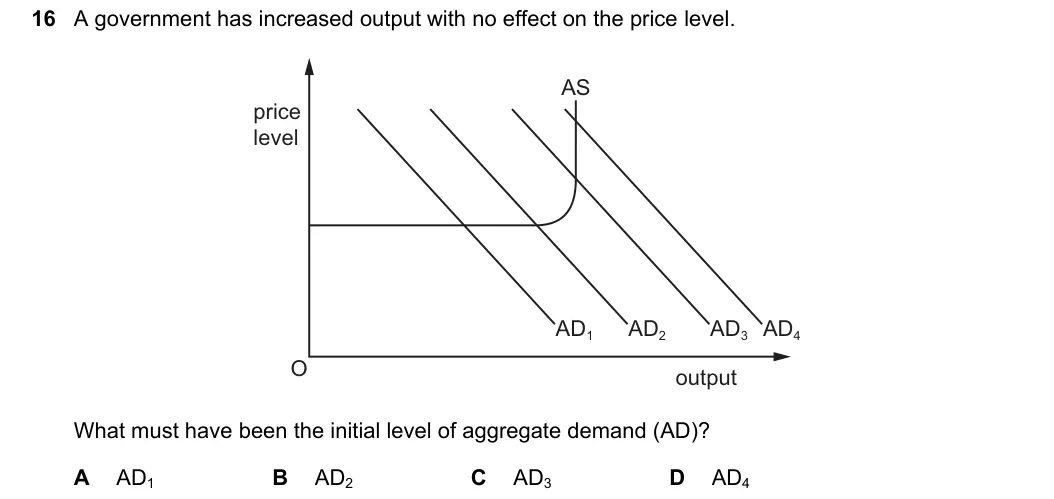 16 A government has increased output with no effect on the price level.
AS
price
level
AD₁ AD₂ AD₃ AD₄
O
output
What must have been the initial level of aggregate demand (AD)?
A AD₁ B AD₂ C AD₃ D AD₄